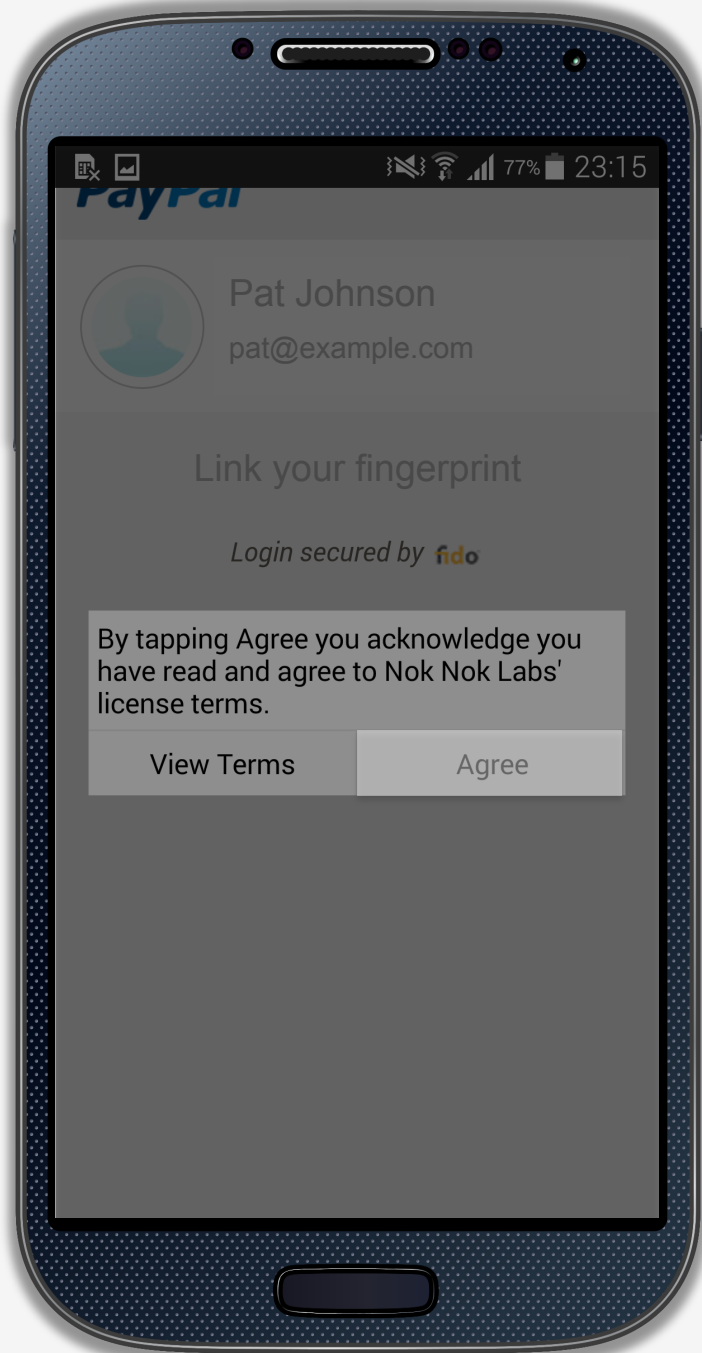 77% 23:15
PayPal
Pat Johnson
pat@example.com
Link your fingerprint
Login secured by fido
By tapping Agree you acknowledge you
have read and agree to Nok Nok Labs'
license terms.
View Terms Agree